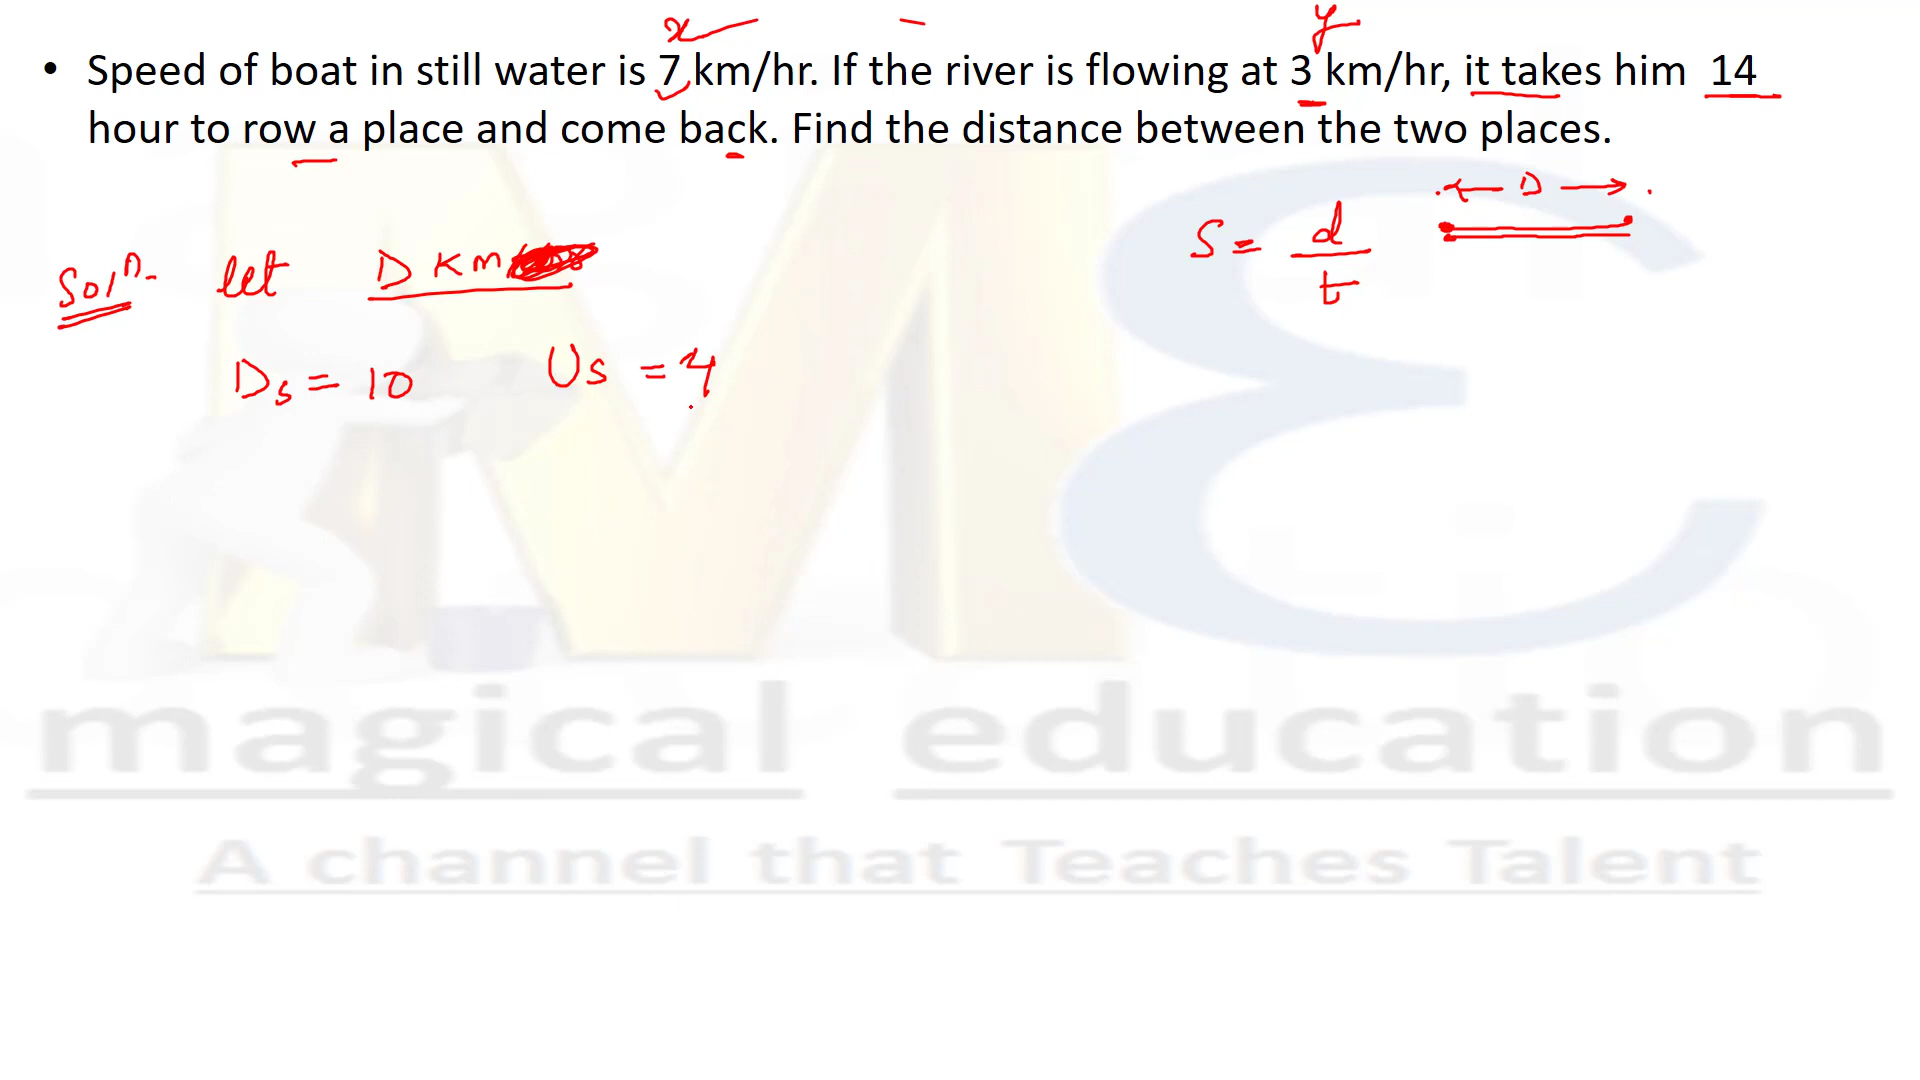 x y
• Speed of boat in still water is 7 km/hr. If the river is flowing at 3 km/hr, it takes him 14
hour to row a place and come back. Find the distance between the two places.
D
S = d/t
Solⁿ- let D KM
Ds = 10 Us = 4
magical education
A channel that Teaches Talent